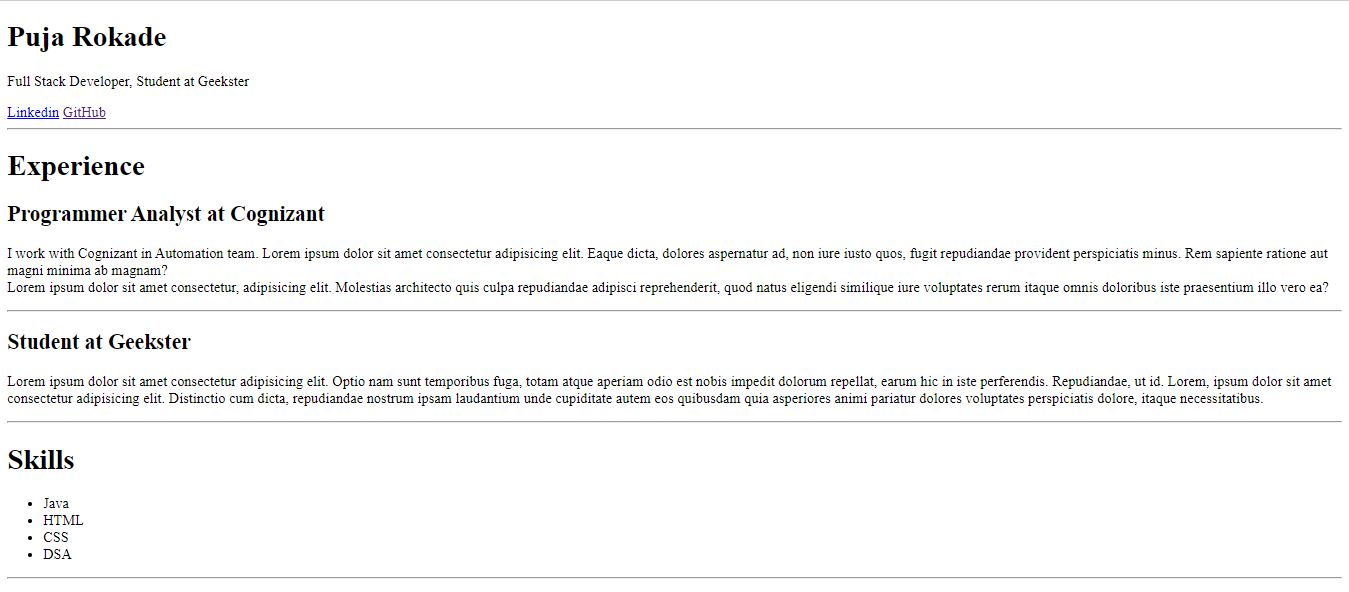 Puja Rokade
Full Stack Developer, Student at Geekster
Linkedin GitHub
Experience
Programmer Analyst at Cognizant
I work with Cognizant in Automation team. Lorem ipsum dolor sit amet consectetur adipisicing elit. Eaque dicta, dolores aspernatur ad, non iure iusto quos, fugit repudiandae provident perspiciatis minus. Rem sapiente ratione aut
magni minima ab magnam?
Lorem ipsum dolor sit amet consectetur, adipisicing elit. Molestias architecto quis culpa repudiandae adipisci reprehenderit, quod natus eligendi similique iure voluptates rerum itaque omnis doloribus iste praesentium illo vero ea?
Student at Geekster
Lorem ipsum dolor sit amet consectetur adipisicing elit. Optio nam sunt temporibus fuga, totam atque aperiam odio est nobis impedit dolorum repellat, earum hic in iste perferendis. Repudiandae, ut id. Lorem, ipsum dolor sit amet
consectetur adipisicing elit. Distinctio cum dicta, repudiandae nostrum ipsam laudantium unde cupiditate autem eos quibusdam quia asperiores animi pariatur dolores voluptates perspiciatis dolore, itaque necessitatibus.
Skills
• Java
• HTML
• CSS
• DSA